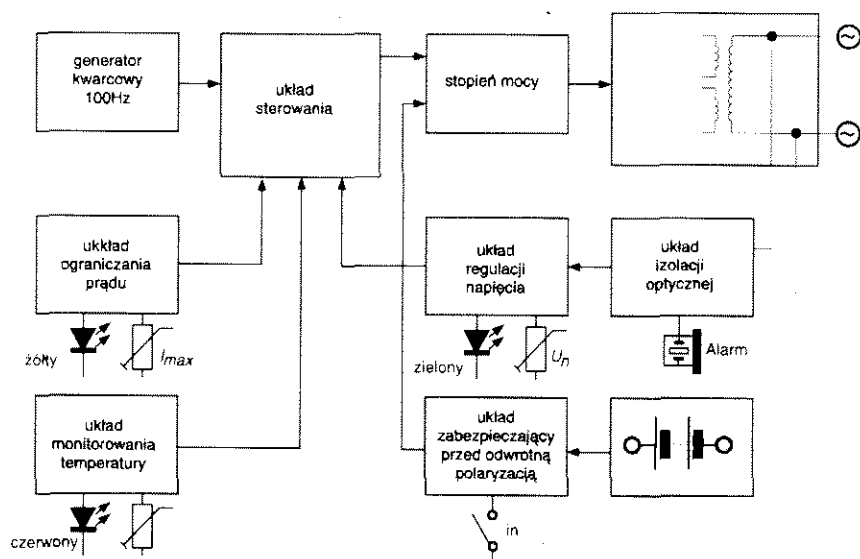 generator
kwarcowy
100Hz
układ
sterowania
stopień mocy
ukkład
ograniczania
prądu
żółty
Imax
układ
regulacji
napięcia
zielony
Un
układ
izolacji
optycznej
Alarm
układ
monitorowania
temperatury
czerwony
układ
zabezpieczający
przed odwrotną
polaryzacją
in